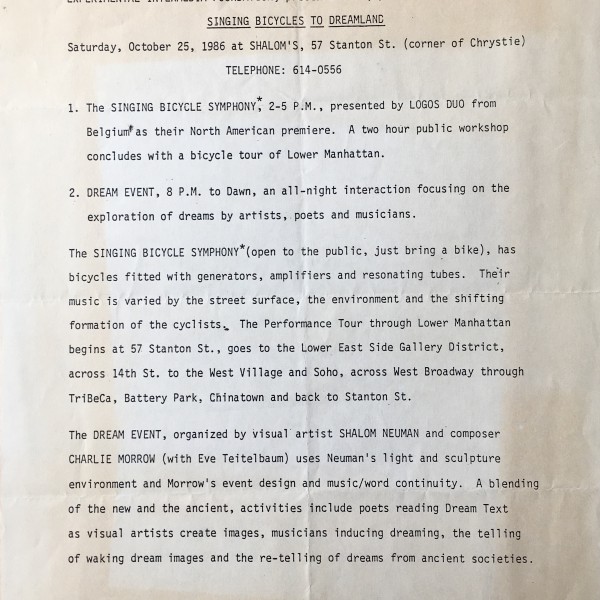 SINGING BICYCLES TO DREAMLAND
Saturday, October 25, 1986 at SHALOM'S, 57 Stanton St. (corner of Chrystie)
TELEPHONE: 614-0556
1. The SINGING BICYCLE SYMPHONY*, 2-5 P.M., presented by LOGOS DUO from
Belgium* as their North American premiere. A two hour public workshop
concludes with a bicycle tour of Lower Manhattan.
2. DREAM EVENT, 8 P.M. to Dawn, an all-night interaction focusing on the
exploration of dreams by artists, poets and musicians.
The SINGING BICYCLE SYMPHONY*(open to the public, just bring a bike), has
bicycles fitted with generators, amplifiers and resonating tubes. Their
music is varied by the street surface, the environment and the shifting
formation of the cyclists. The Performance Tour through Lower Manhattan
begins at 57 Stanton St., goes to the Lower East Side Gallery District,
across 14th St. to the West Village and Soho, across West Broadway through
TriBeCa, Battery Park, Chinatown and back to Stanton St.
The DREAM EVENT, organized by visual artist SHALOM NEUMAN and composer
CHARLIE MORROW (with Eve Teitelbaum) uses Neuman's light and sculpture
environment and Morrow's event design and music/word continuity. A blending
of the new and the ancient, activities include poets reading Dream Text
as visual artists create images, musicians inducing dreaming, the telling
of waking dream images and the re-telling of dreams from ancient societies.